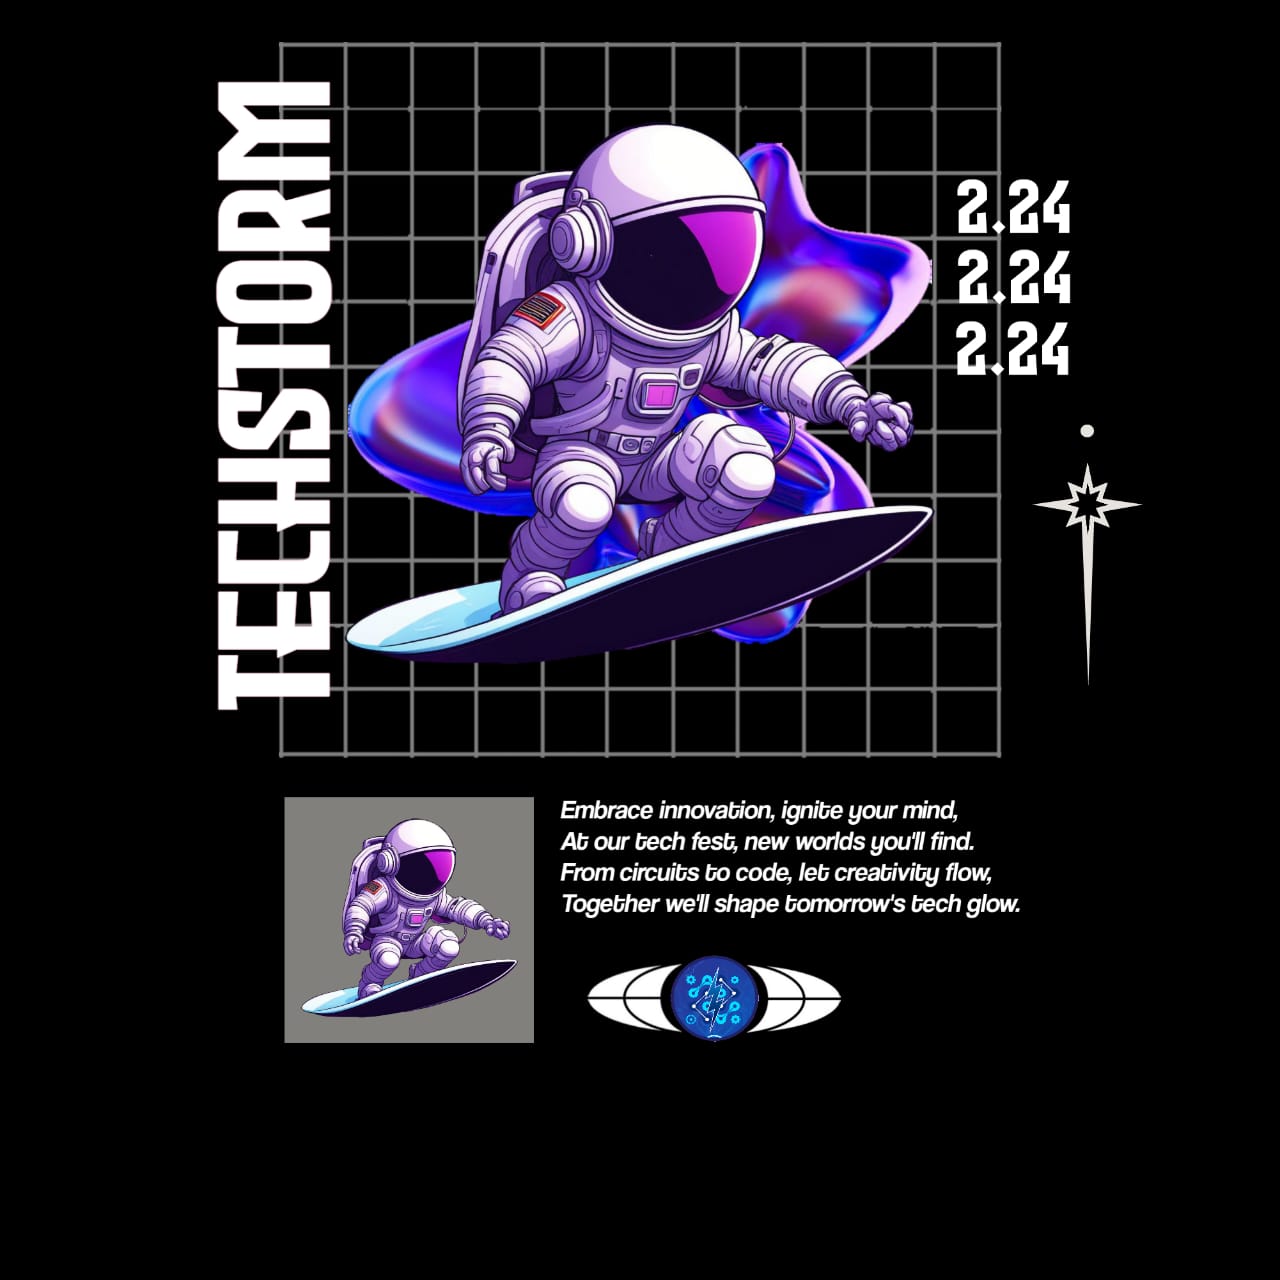 TECHSTORM
2.24
2.24
2.24
Embrace innovation, ignite your mind,
At our tech fest, new worlds you'll find.
From circuits to code, let creativity flow,
Together we'll shape tomorrow's tech glow.